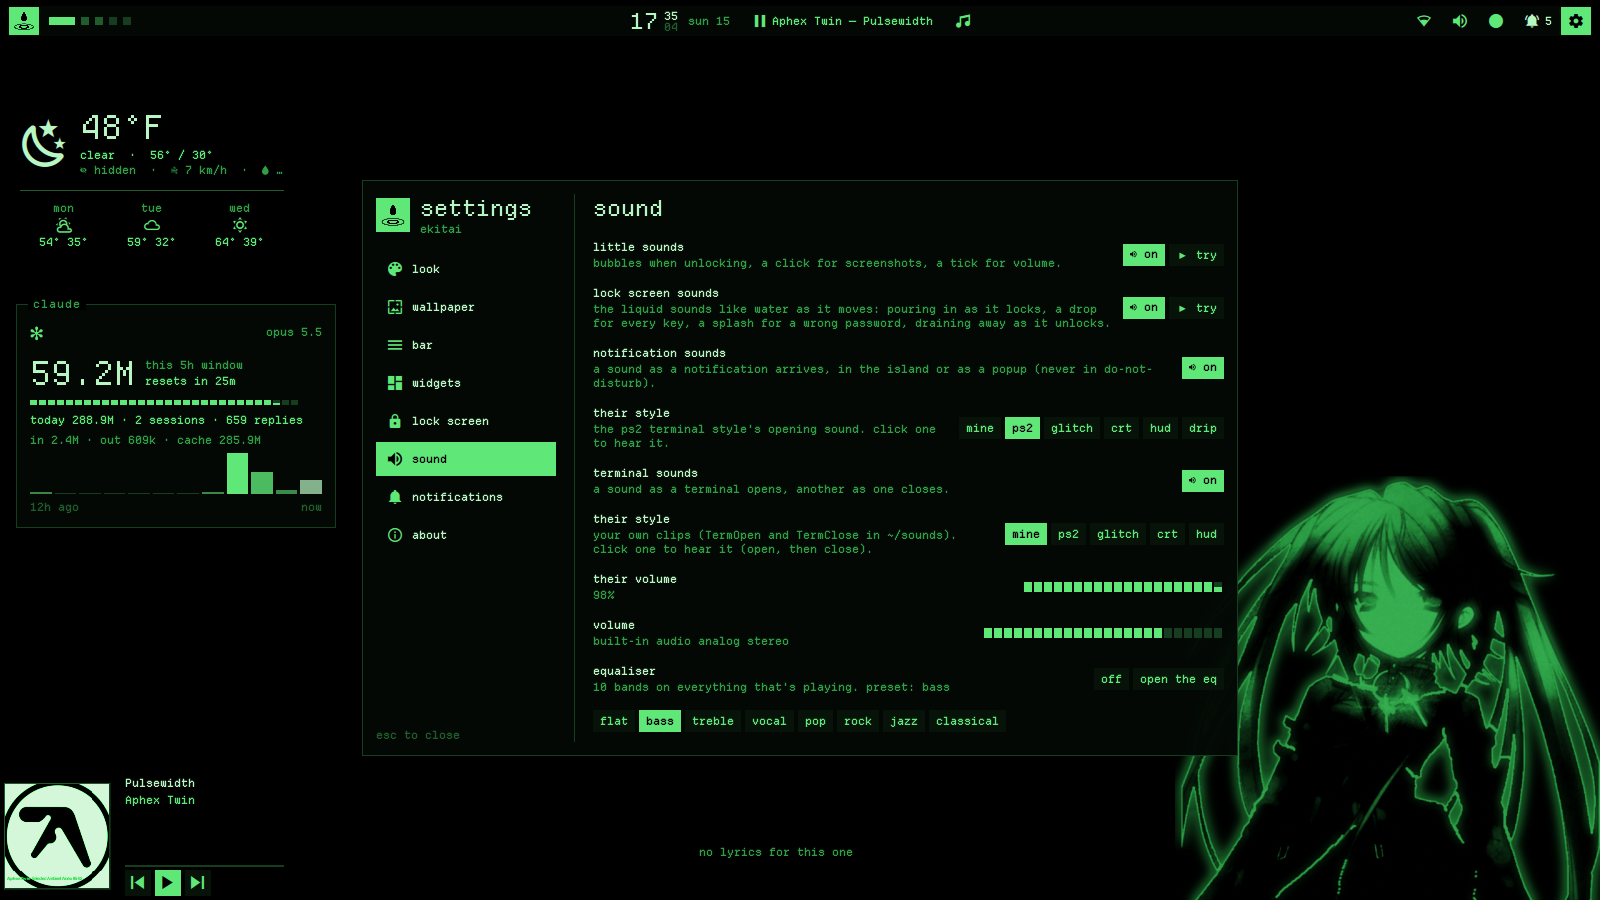 17 35 04 sun 15 Aphex Twin — Pulsewidth 5
48°F
clear · 56° / 30°
hidden · 7 km/h · …
mon tue wed
54° 35° 59° 32° 64° 39°
claude
opus 5.5
59.2M this 5h window
resets in 25m
today 288.9M · 2 sessions · 659 replies
in 2.4M · out 609k · cache 285.9M
12h ago now
settings
ekitai
look
wallpaper
bar
widgets
lock screen
sound
notifications
about
esc to close
sound
little sounds
bubbles when unlocking, a click for screenshots, a tick for volume.
on try
lock screen sounds
the liquid sounds like water as it moves: pouring in as it locks, a drop
for every key, a splash for a wrong password, draining away as it unlocks.
on try
notification sounds
a sound as a notification arrives, in the island or as a popup (never in do-not-
disturb).
on
their style
the ps2 terminal style's opening sound. click one
to hear it.
mine ps2 glitch crt hud drip
terminal sounds
a sound as a terminal opens, another as one closes.
on
their style
your own clips (TermOpen and TermClose in ~/sounds).
click one to hear it (open, then close).
mine ps2 glitch crt hud
their volume
98%
volume
built-in audio analog stereo
equaliser
10 bands on everything that's playing. preset: bass
off open the eq
flat bass treble vocal pop rock jazz classical
Pulsewidth
Aphex Twin
no lyrics for this one